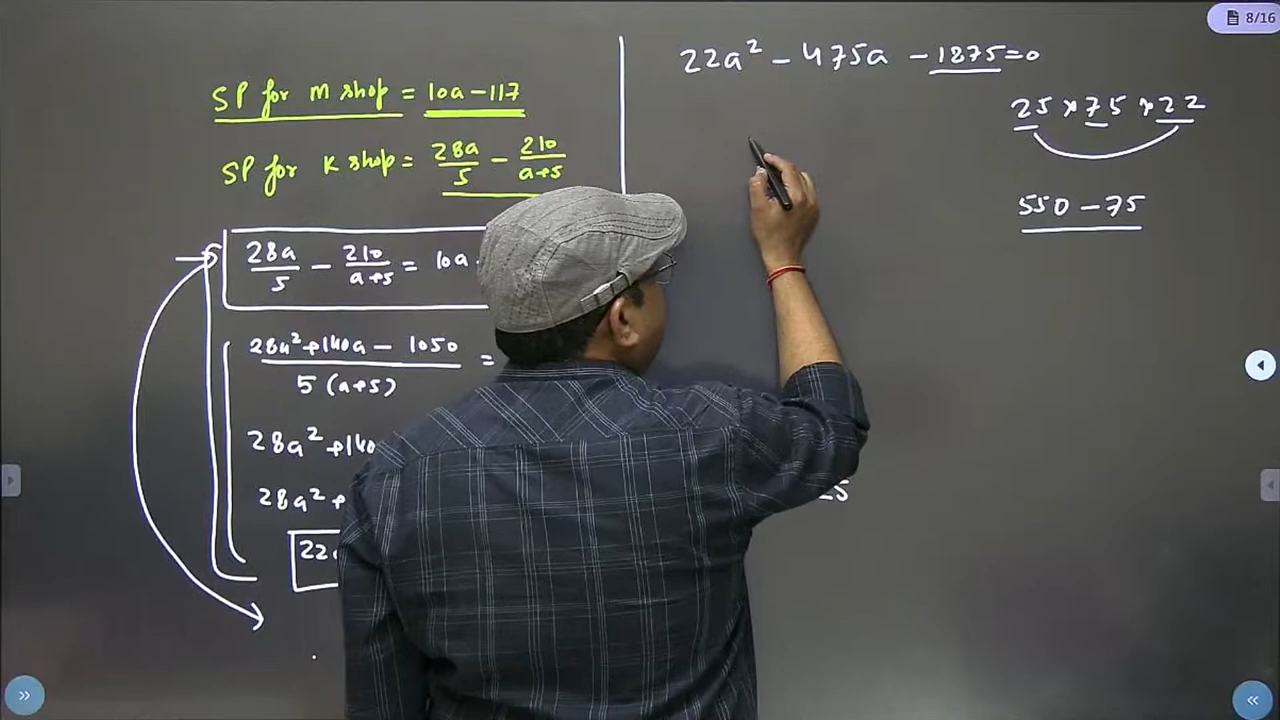 8/16
SP for M shop = 10a - 117
SP for K shop = 28a/5 - 210/(a+5)
28a/5 - 210/(a+5) = 10a
(28a² + 140a - 1050)/(5(a+5)) =
28a² + 140
28a² +
22a
25
22a² - 475a - 1875 = 0
25 * 75 * 22
550 - 75